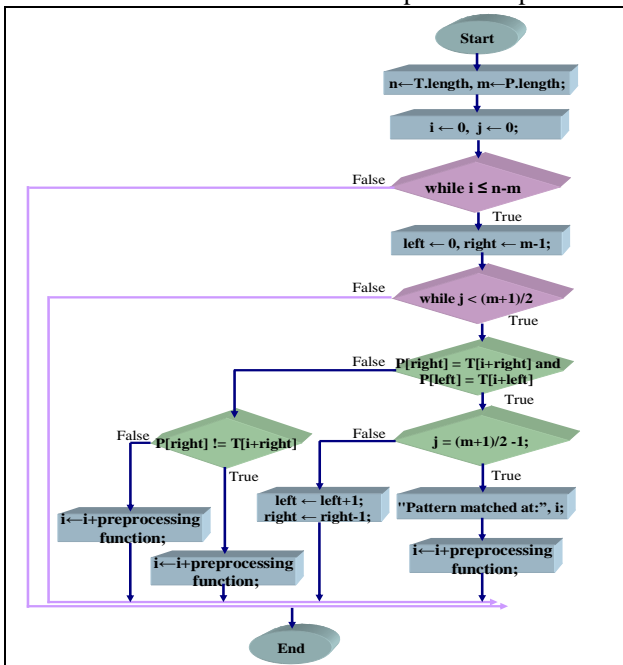 Start
n←T.length, m←P.length;
i ← 0, j ← 0;
False
while i ≤ n-m
True
left ← 0, right ← m-1;
False
while j < (m+1)/2
True
False
P[right] = T[i+right] and
P[left] = T[i+left]
True
False
P[right] != T[i+right]
True
False
j = (m+1)/2 -1;
True
i←i+preprocessing
function;
i←i+preprocessing
function;
left ← left+1;
right ← right-1;
"Pattern matched at:”, i;
i←i+preprocessing
function;
End